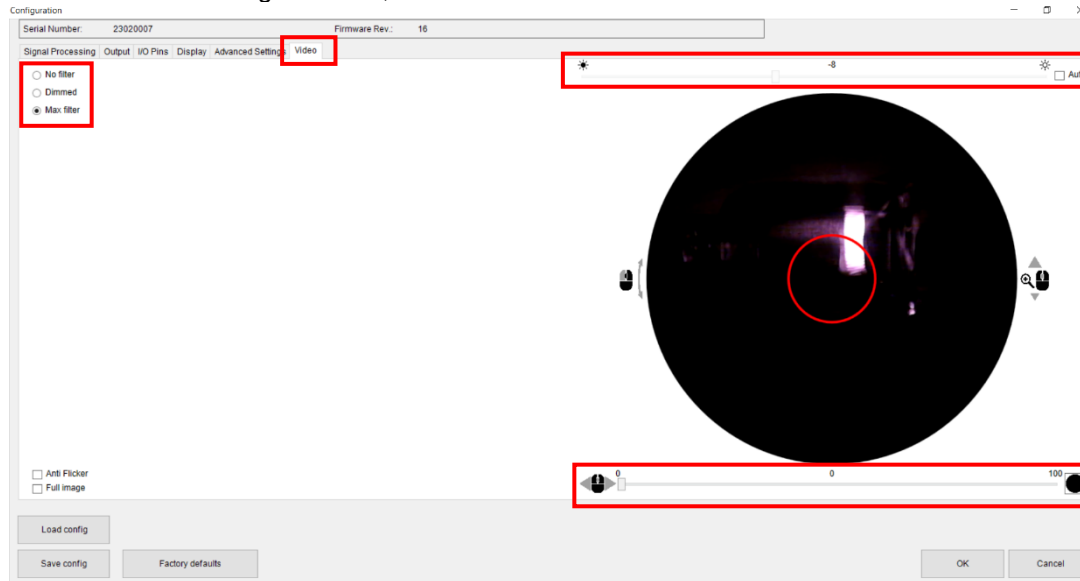 Configuration
Serial Number: 23020007 Firmware Rev.: 16
Signal Processing Output I/O Pins Display Advanced Settings Video
No filter
Dimmed
Max filter
-8
Anti Flicker
Full image
0 0 100
Load config
Save config Factory defaults OK Cancel